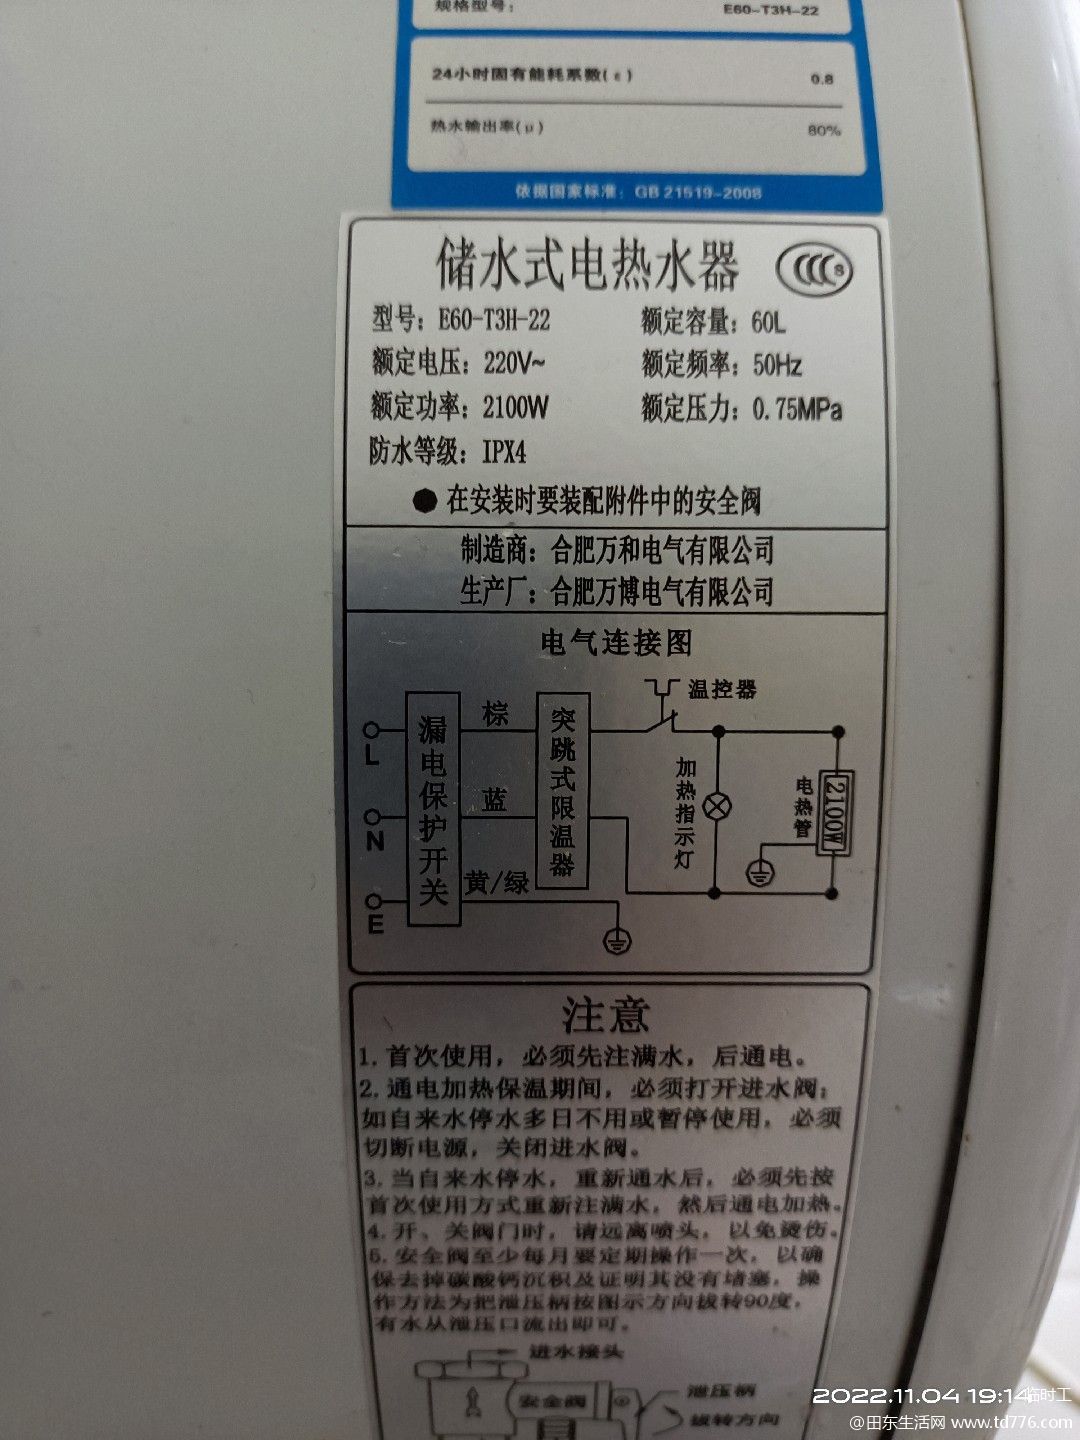 规格型号： E60-T3H-22
24小时固有能耗系数(ε) 0.8
热水输出率(μ) 80%
依据国家标准：GB 21519-2008
储水式电热水器
CCC S
型号：E60-T3H-22 额定容量：60L
额定电压：220V~ 额定频率：50Hz
额定功率：2100W 额定压力：0.75MPa
防水等级：IPX4
●在安装时要装配附件中的安全阀
制造商：合肥万和电气有限公司
生产厂：合肥万博电气有限公司
电气连接图
温控器
棕
L
漏电保护开关
突跳式限温器
加热指示灯
电热管
2100W
蓝
N
黄/绿
E
注意
1.首次使用，必须先注满水，后通电。
2.通电加热保温期间，必须打开进水阀；
如自来水停水多日不用或暂停使用，必须
切断电源，关闭进水阀。
3.当自来水停水，重新通水后，必须先按
首次使用方式重新注满水，然后通电加热。
4.开、关阀门时，请远离喷头，以免烫伤。
5.安全阀至少每月要定期操作一次，以确
保去掉碳酸钙沉积及证明其没有堵塞，操
作方法为把泄压柄按图示方向拔转90度，
有水从泄压口流出即可。
进水接头
安全阀
泄压柄
拔转方向
2022.11.04 19:14 临时工
@田东生活网 www.td776.com